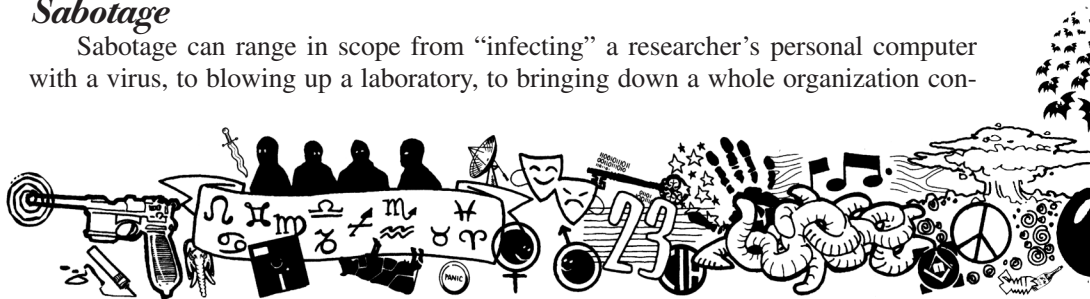 Sabotage
Sabotage can range in scope from “infecting” a researcher’s personal computer
with a virus, to blowing up a laboratory, to bringing down a whole organization con-
23
PANIC